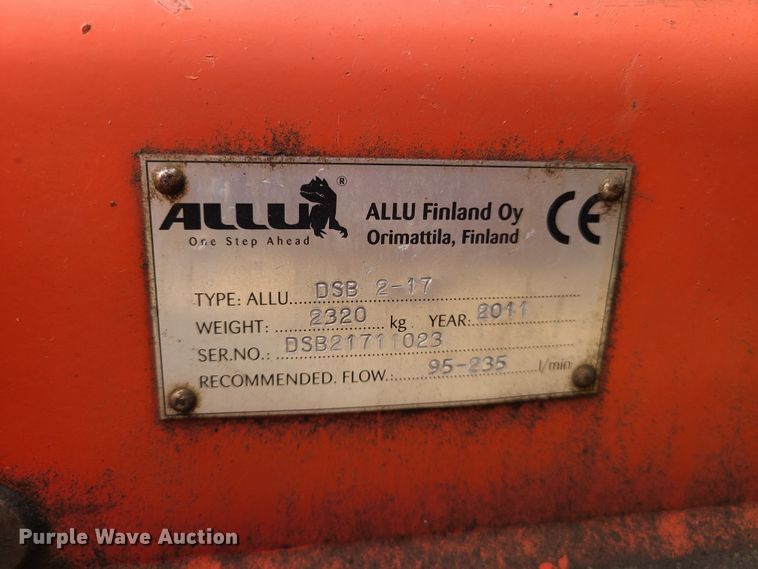 ALLU ®
One Step Ahead
ALLU Finland Oy
Orimattila, Finland
CE
TYPE: ALLU DSB 2-17
WEIGHT: 2320 kg YEAR: 2011
SER.NO.: DSB21711023
RECOMMENDED. FLOW: 95-235 l/min
Purple Wave Auction®